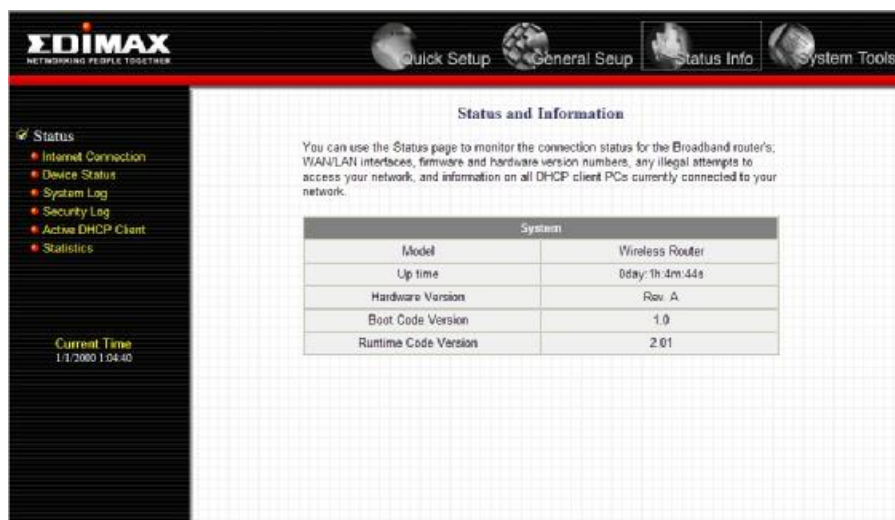 EDIMAX
NETWORKING PEOPLE TOGETHER
Quick Setup
General Seup
Status Info
System Tools
Status
Internet Connection
Device Status
System Log
Security Log
Active DHCP Client
Statistics
Current Time
1/1/2000 1:04:40
Status and Information
You can use the Status page to monitor the connection status for the Broadband router's,
WAN/LAN interfaces, firmware and hardware version numbers, any illegal attempts to
access your network, and information on all DHCP client PCs currently connected to your
network.
System
Model Wireless Router
Up time 0day:1h:4m:44s
Hardware Version Rev. A
Boot Code Version 1.0
Runtime Code Version 2.01